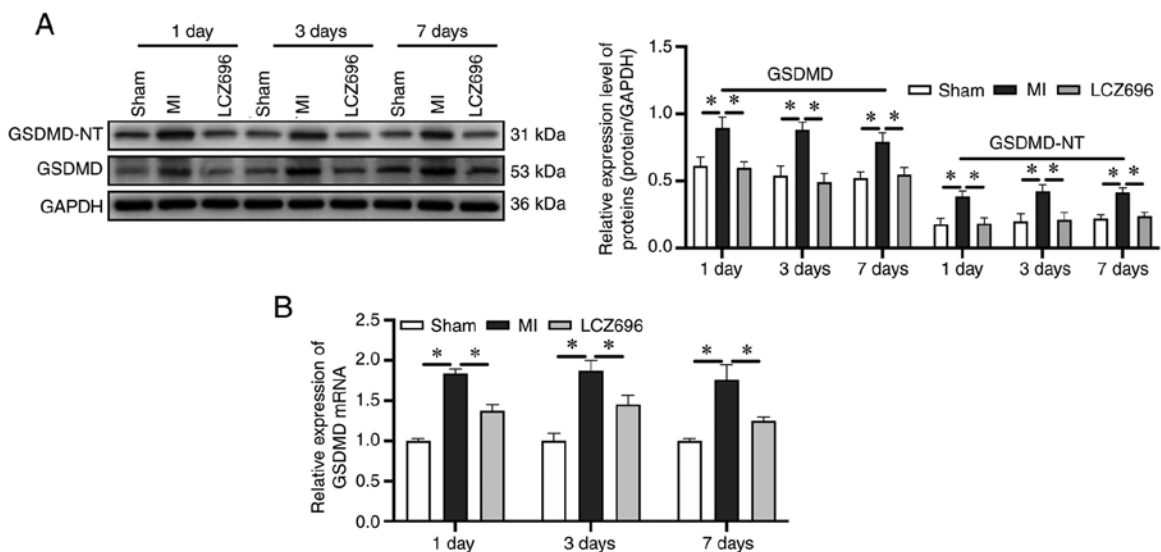 A
1 day 3 days 7 days
Sham MI LCZ696 Sham MI LCZ696 Sham MI LCZ696
GSDMD-NT 31 kDa
GSDMD 53 kDa
GAPDH 36 kDa
Relative expression level of
proteins (protein/GAPDH)
1.5
1.0
0.5
0.0
GSDMD
Sham MI LCZ696
GSDMD-NT
* * * * * * * * * * * *
1 day 3 days 7 days 1 day 3 days 7 days
B
Sham MI LCZ696
Relative expression of
GSDMD mRNA
2.5
2.0
1.5
1.0
0.5
0.0
* * * * * *
1 day 3 days 7 days